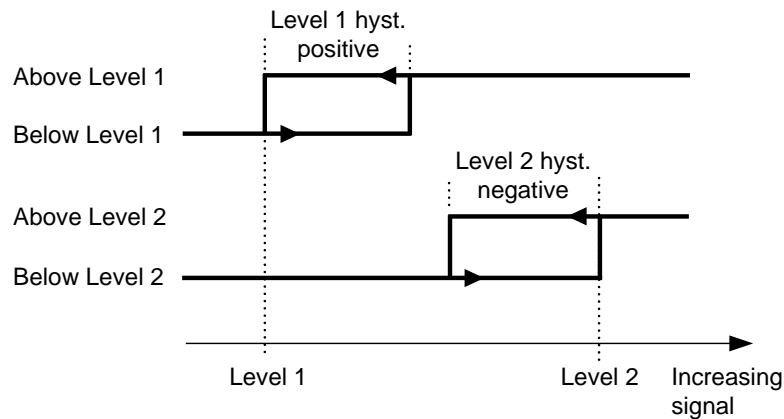 Level 1 hyst.
positive
Above Level 1
Below Level 1
Level 2 hyst.
negative
Above Level 2
Below Level 2
Level 1
Level 2
Increasing
signal